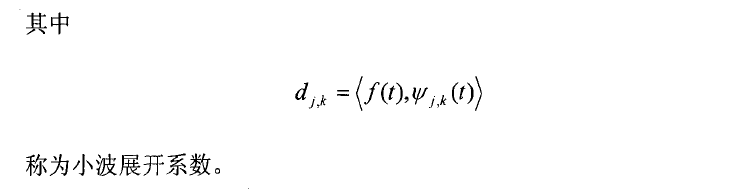 其中
d_{j,k} = ⟨f(t),ψ_{j,k}(t)⟩
称为小波展开系数。